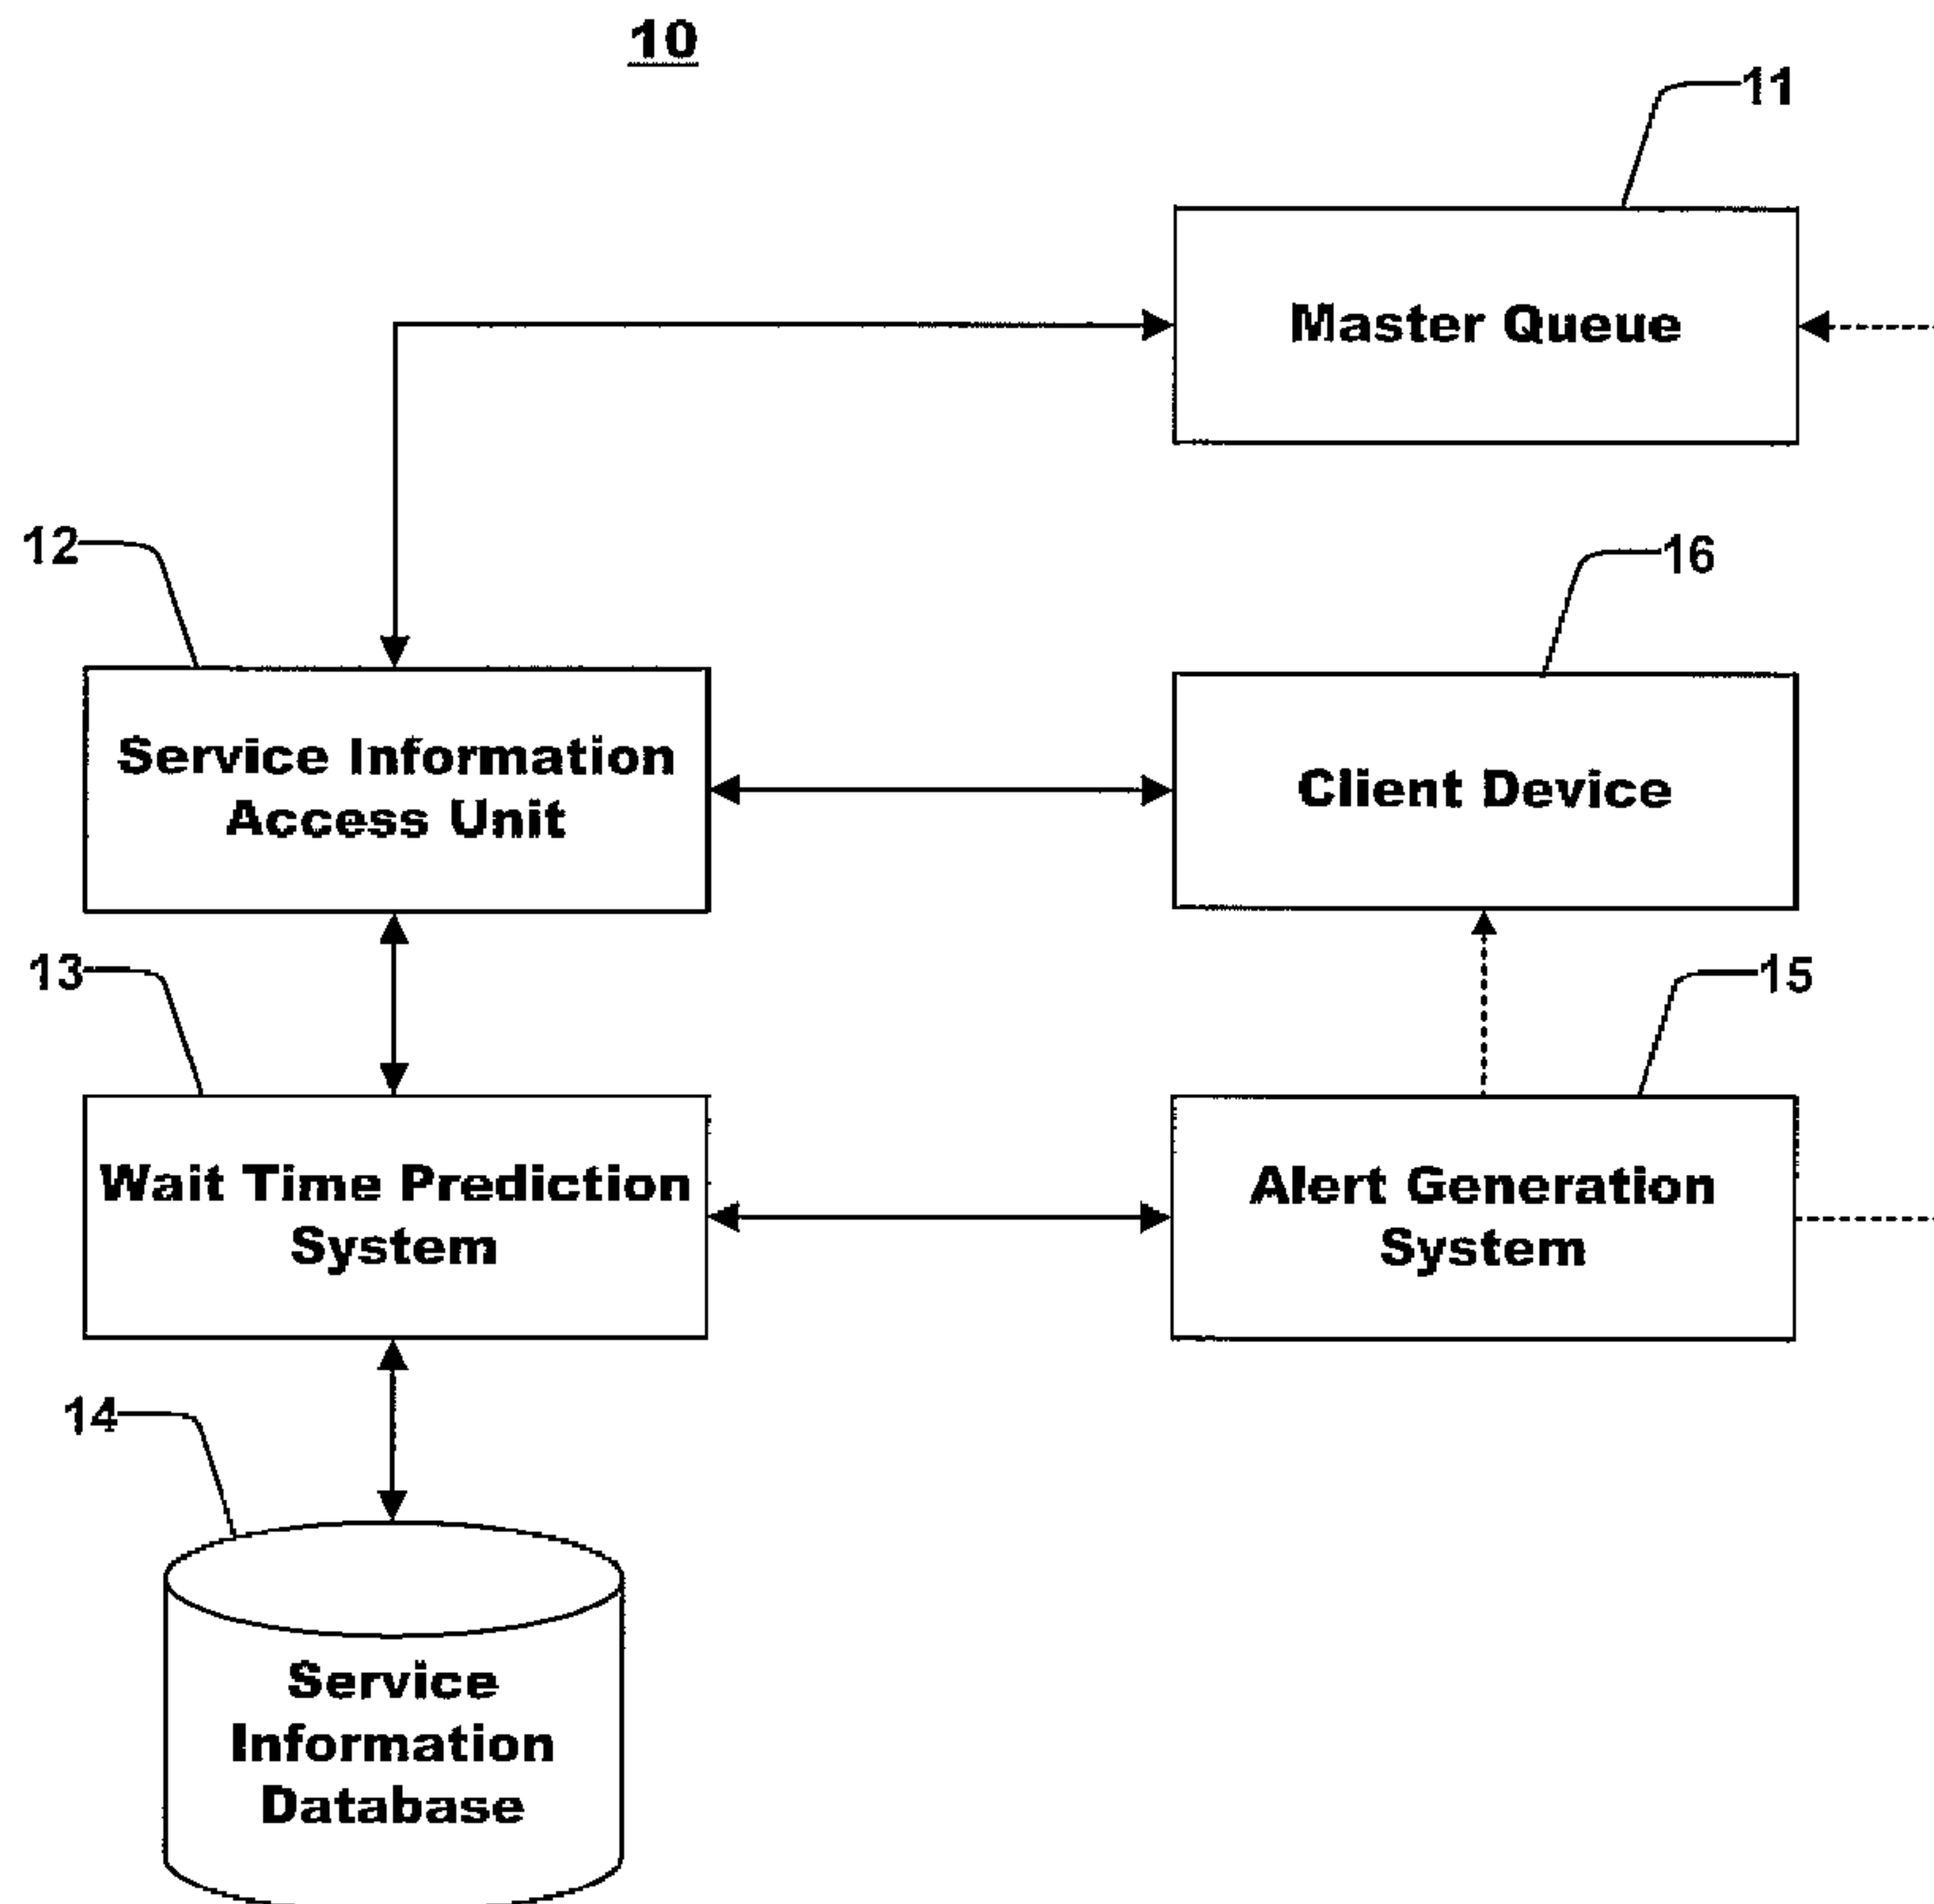 10
11
Master Queue
12
16
Service Information
Access Unit
Client Device
13
15
Wait Time Prediction
System
Alert Generation
System
14
Service
Information
Database